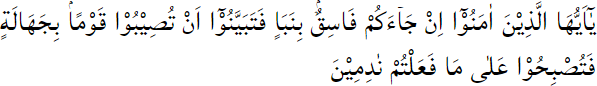 يٰٓاَيُّهَا الَّذِيْنَ اٰمَنُوْٓا اِنْ جَاۤءَكُمْ فَاسِقٌۢ بِنَبَاٍ فَتَبَيَّنُوْٓا اَنْ تُصِيْبُوْا قَوْمًاۢ بِجَهَالَةٍ
فَتُصْبِحُوْا عَلٰى مَا فَعَلْتُمْ نٰدِمِيْنَ